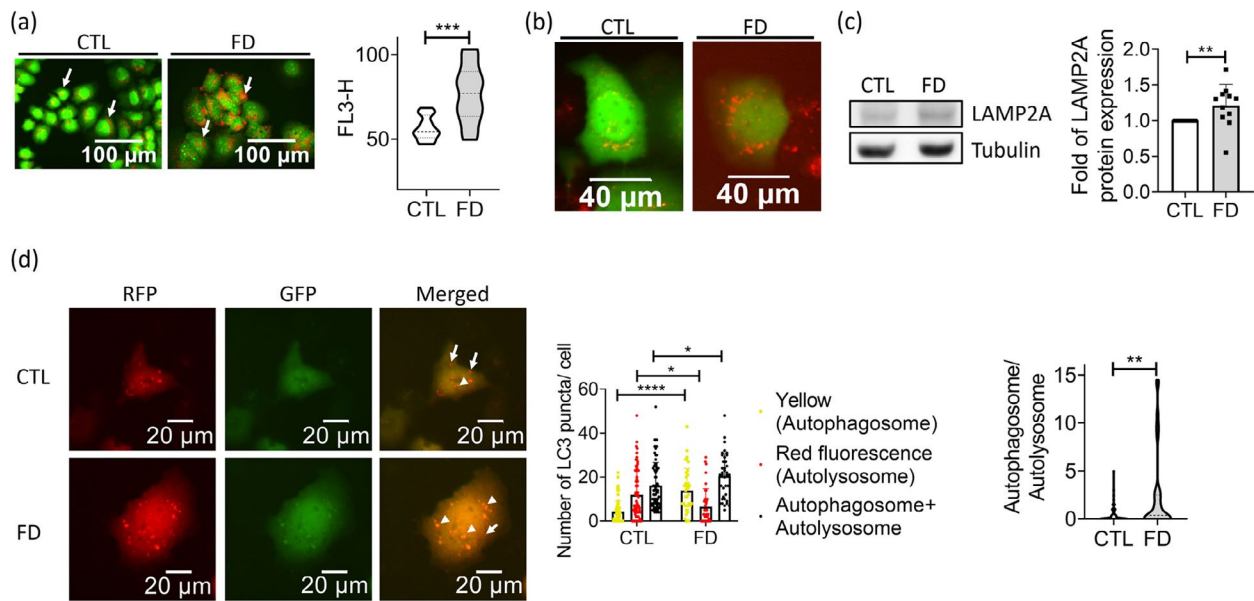 (a)
CTL
FD
100 µm
100 µm
***
FL3-H
100
50
CTL
FD
(b)
CTL
FD
40 µm
40 µm
(c)
CTL
FD
LAMP2A
Tubulin
**
Fold of LAMP2A
protein expression
2.0
1.5
1.0
0.5
0.0
CTL
FD
(d)
RFP
GFP
Merged
CTL
20 µm
20 µm
20 µm
FD
20 µm
20 µm
20 µm
*
*
****
Number of LC3 puncta/ cell
60
40
20
0
CTL
FD
Yellow
(Autophagosome)
Red fluorescence
(Autolysosome)
Autophagosome+
Autolysosome
**
Autophagosome/
Autolysosome
15
10
5
0
CTL
FD